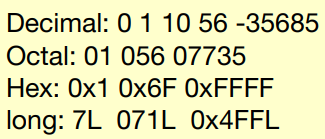 Decimal: 0 1 10 56 -35685
Octal: 01 056 07735
Hex: 0x1 0x6F 0xFFFF
long: 7L 071L 0x4FFL